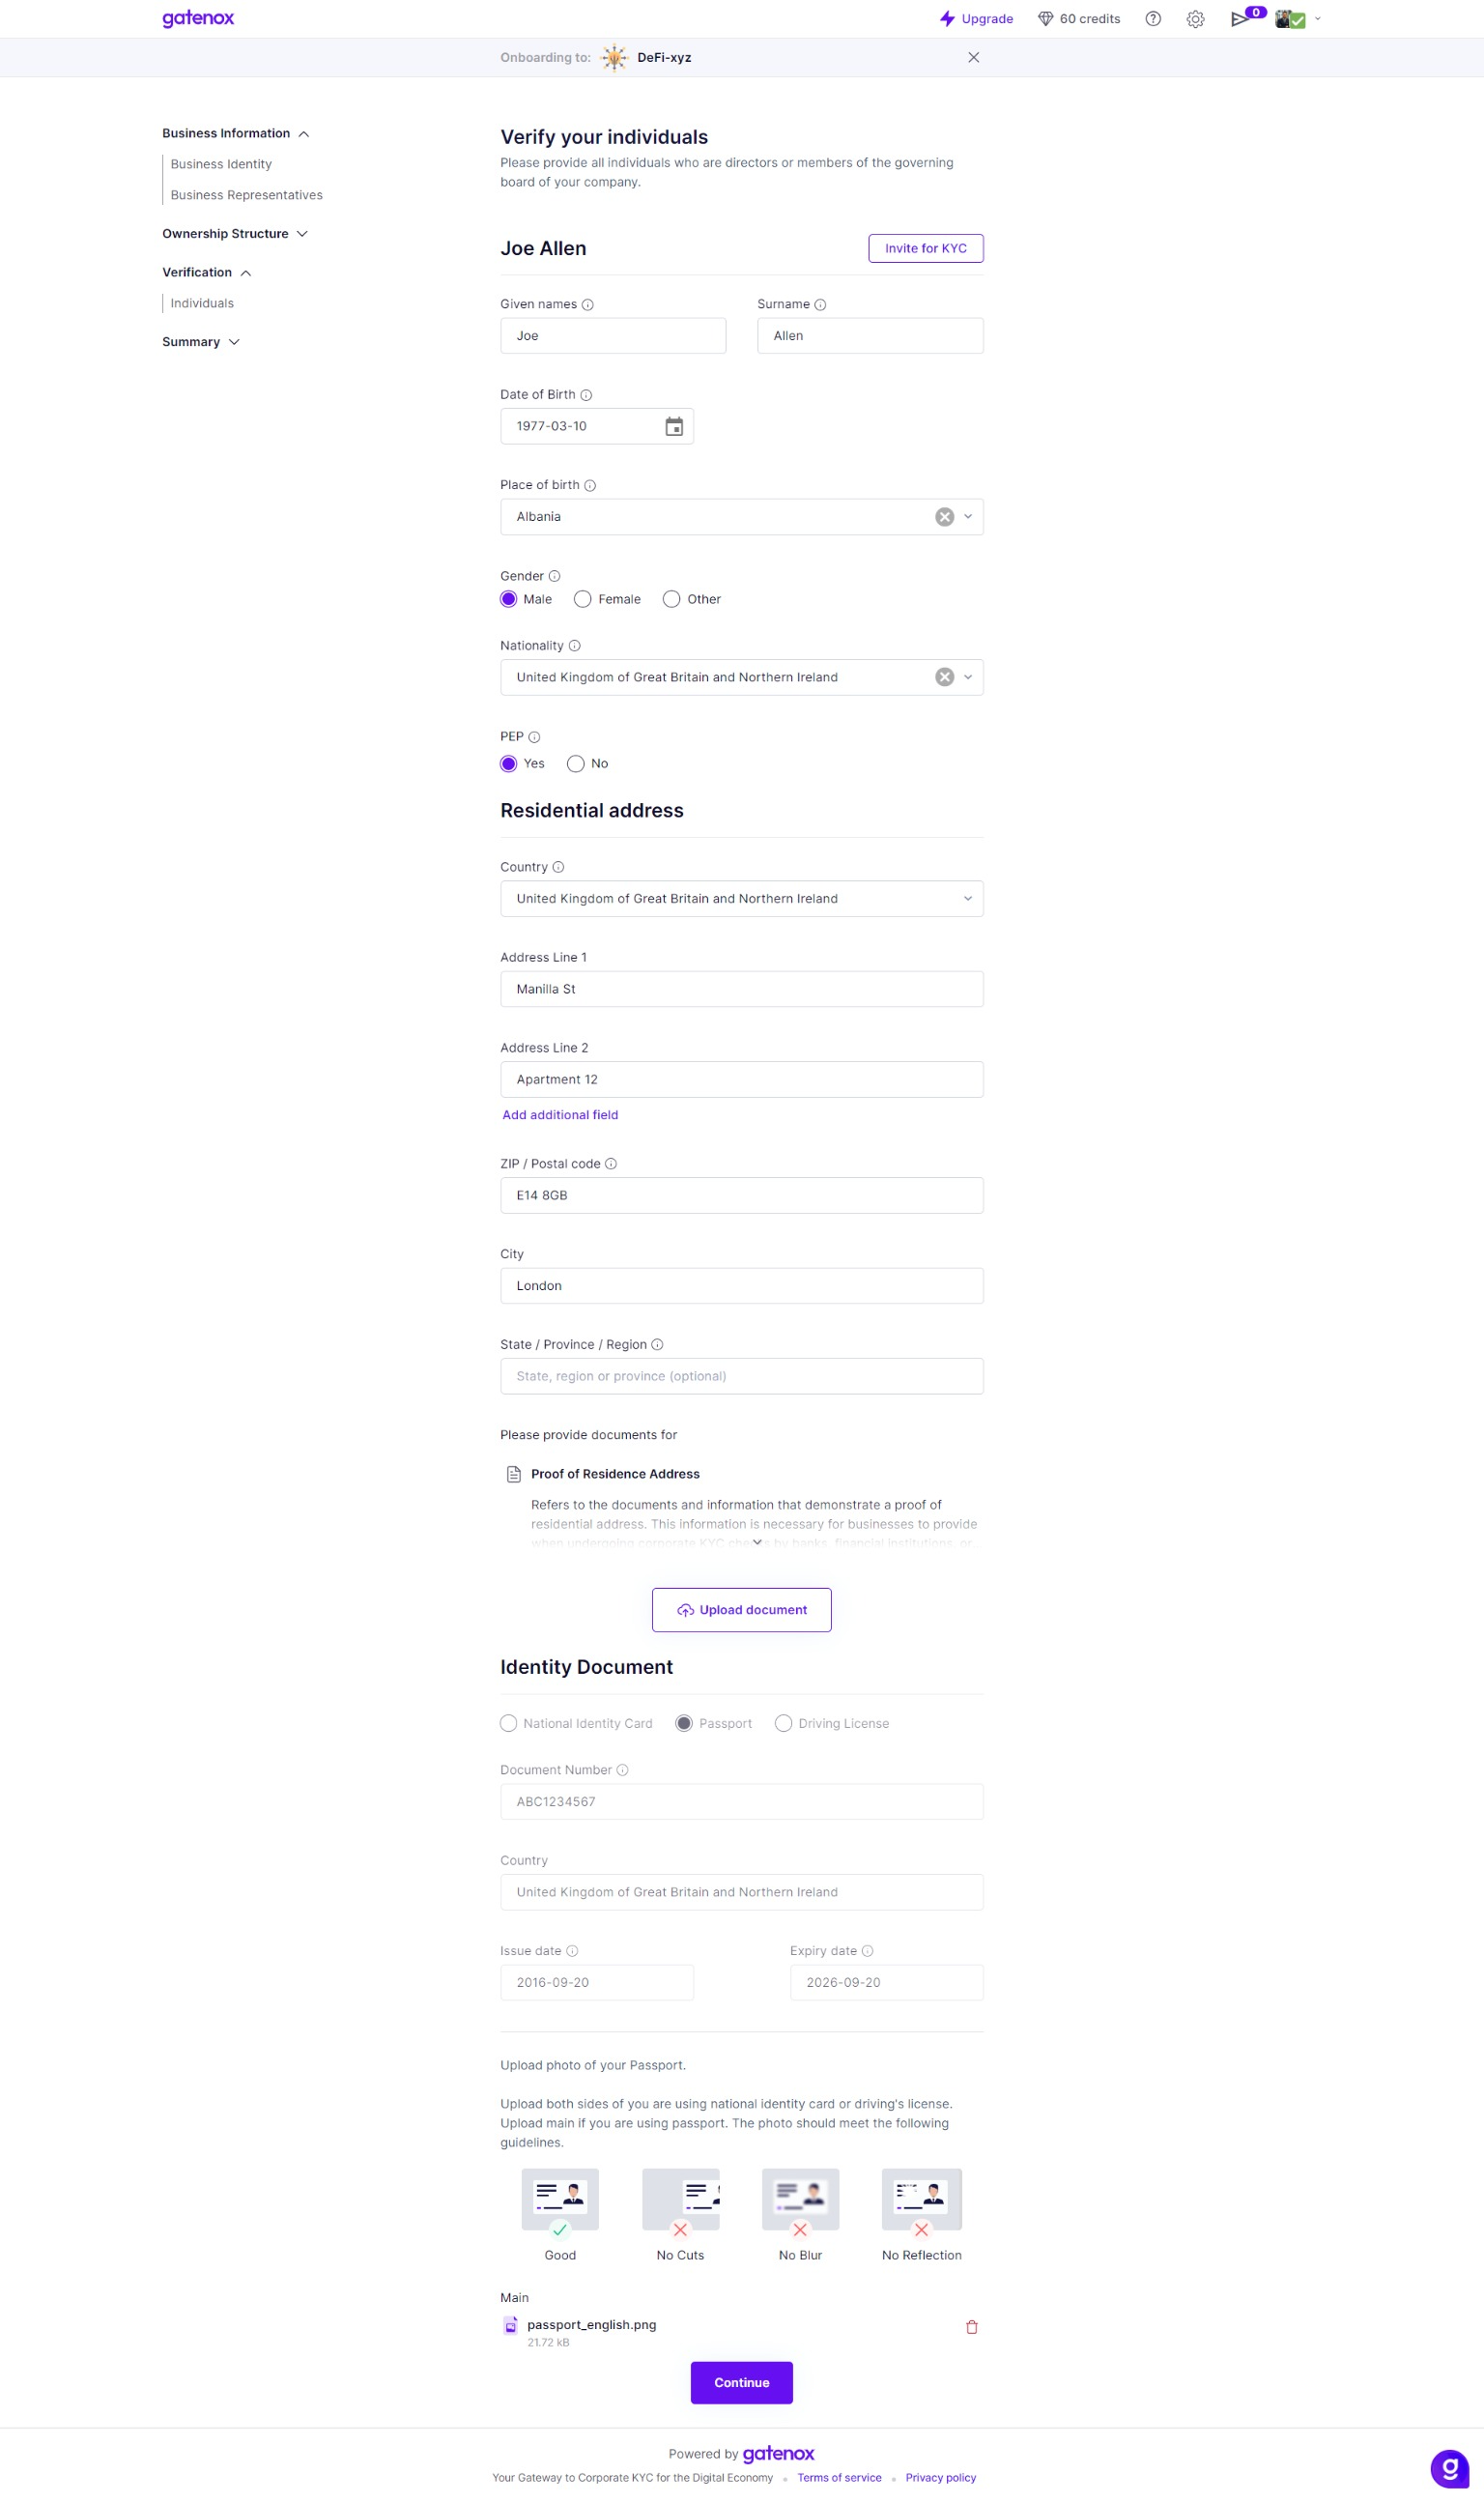 gatenox
Upgrade
60 credits
0
Onboarding to:
DeFi-xyz
Business Information
Business Identity
Business Representatives
Ownership Structure
Verification
Individuals
Summary
Verify your individuals
Please provide all individuals who are directors or members of the governing
board of your company.
Joe Allen
Invite for KYC
Given names
Surname
Joe
Allen
Date of Birth
1977-03-10
Place of birth
Albania
Gender
Male
Female
Other
Nationality
United Kingdom of Great Britain and Northern Ireland
PEP
Yes
No
Residential address
Country
United Kingdom of Great Britain and Northern Ireland
Address Line 1
Manilla St
Address Line 2
Apartment 12
Add additional field
ZIP / Postal code
E14 8GB
City
London
State / Province / Region
State, region or province (optional)
Please provide documents for
Proof of Residence Address
Refers to the documents and information that demonstrate a proof of
residential address. This information is necessary for businesses to provide
when undergoing corporate KYC checks by banks, financial institutions, or...
Upload document
Identity Document
National Identity Card
Passport
Driving License
Document Number
ABC1234567
Country
United Kingdom of Great Britain and Northern Ireland
Issue date
Expiry date
2016-09-20
2026-09-20
Upload photo of your Passport.
Upload both sides of you are using national identity card or driving's license.
Upload main if you are using passport. The photo should meet the following
guidelines.
Good
No Cuts
No Blur
No Reflection
Main
passport_english.png
21.72 kB
Continue
Powered by gatenox
Your Gateway to Corporate KYC for the Digital Economy
Terms of service
Privacy policy
g